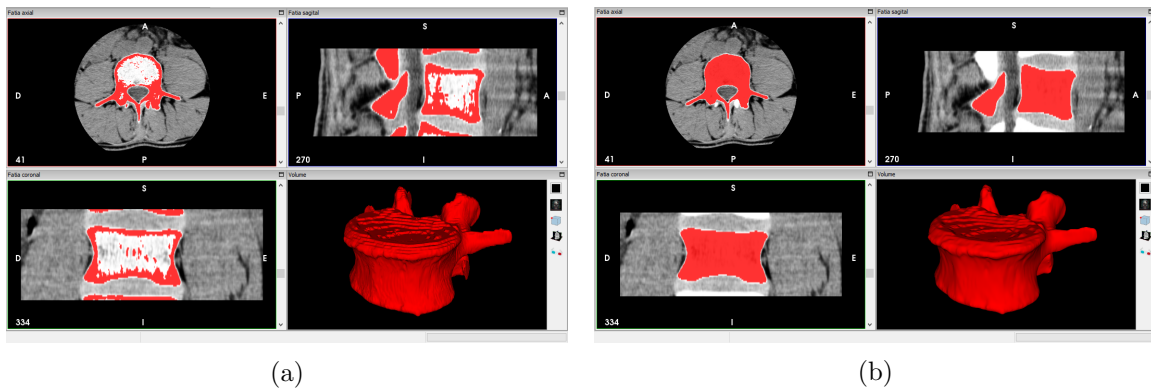 Fatia axial
A
D
E
41
P
Fatia sagital
S
P
A
270
I
Fatia coronal
S
D
E
334
I
Volume
(a)
Fatia axial
A
D
E
41
P
Fatia sagital
S
P
A
270
I
Fatia coronal
S
D
E
334
I
Volume
(b)